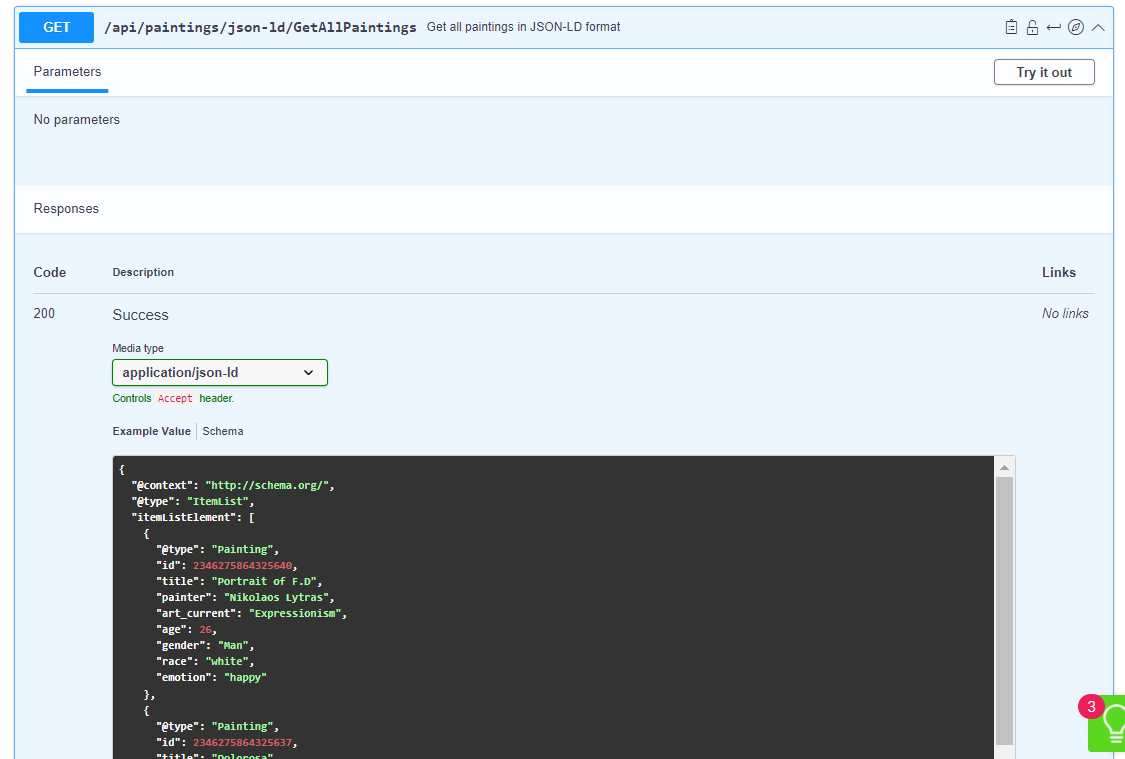 GET /api/paintings/json-ld/GetAllPaintings Get all paintings in JSON-LD format
Parameters
Try it out
No parameters
Responses
Code Description Links
200 Success No links
Media type
application/json-ld
Controls Accept header.
Example Value Schema
{
"@context": "http://schema.org/",
"@type": "ItemList",
"itemListElement": [
{
"@type": "Painting",
"id": 2346275864325640,
"title": "Portrait of F.D",
"painter": "Nikolaos Lytras",
"art_current": "Expressionism",
"age": 26,
"gender": "Man",
"race": "white",
"emotion": "happy"
},
{
"@type": "Painting",
"id": 2346275864325637,
"title": "Dolorosa"
3